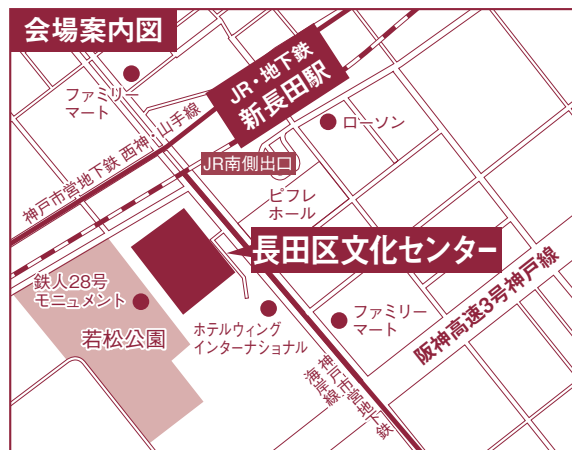 会場案内図
ファミリー
マート
JR・地下鉄
新長田駅
ローソン
神戸市営地下鉄 西神・山手線
JR南側出口
ピフレ
ホール
長田区文化センター
鉄人28号
モニュメント
若松公園
ホテルウィング
インターナショナル
ファミリー
マート
阪神高速3号神戸線
神戸市営地下鉄
海岸線